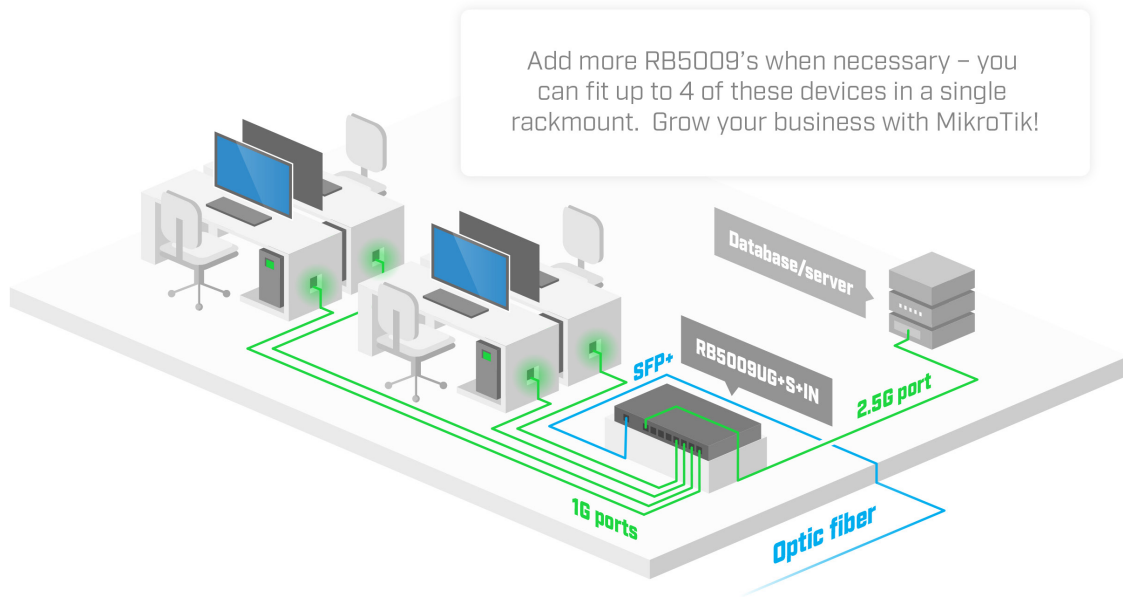 Add more RB5009's when necessary – you
can fit up to 4 of these devices in a single
rackmount. Grow your business with MikroTik!
Database/server
RB5009UG+S+IN
SFP+
2.5G port
1G ports
Optic fiber